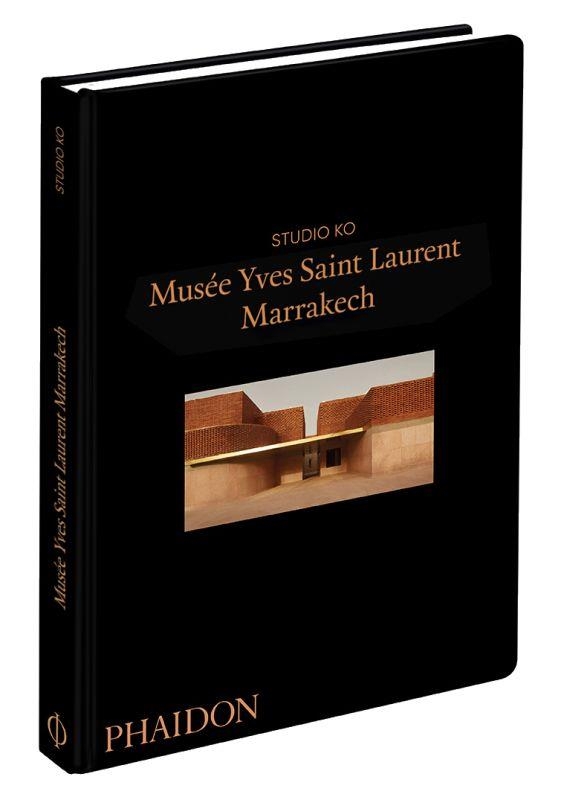 STUDIO KO
Musée Yves Saint Laurent
Marrakech
PHAIDON
STUDIO KO
Musée Yves Saint Laurent Marrakech